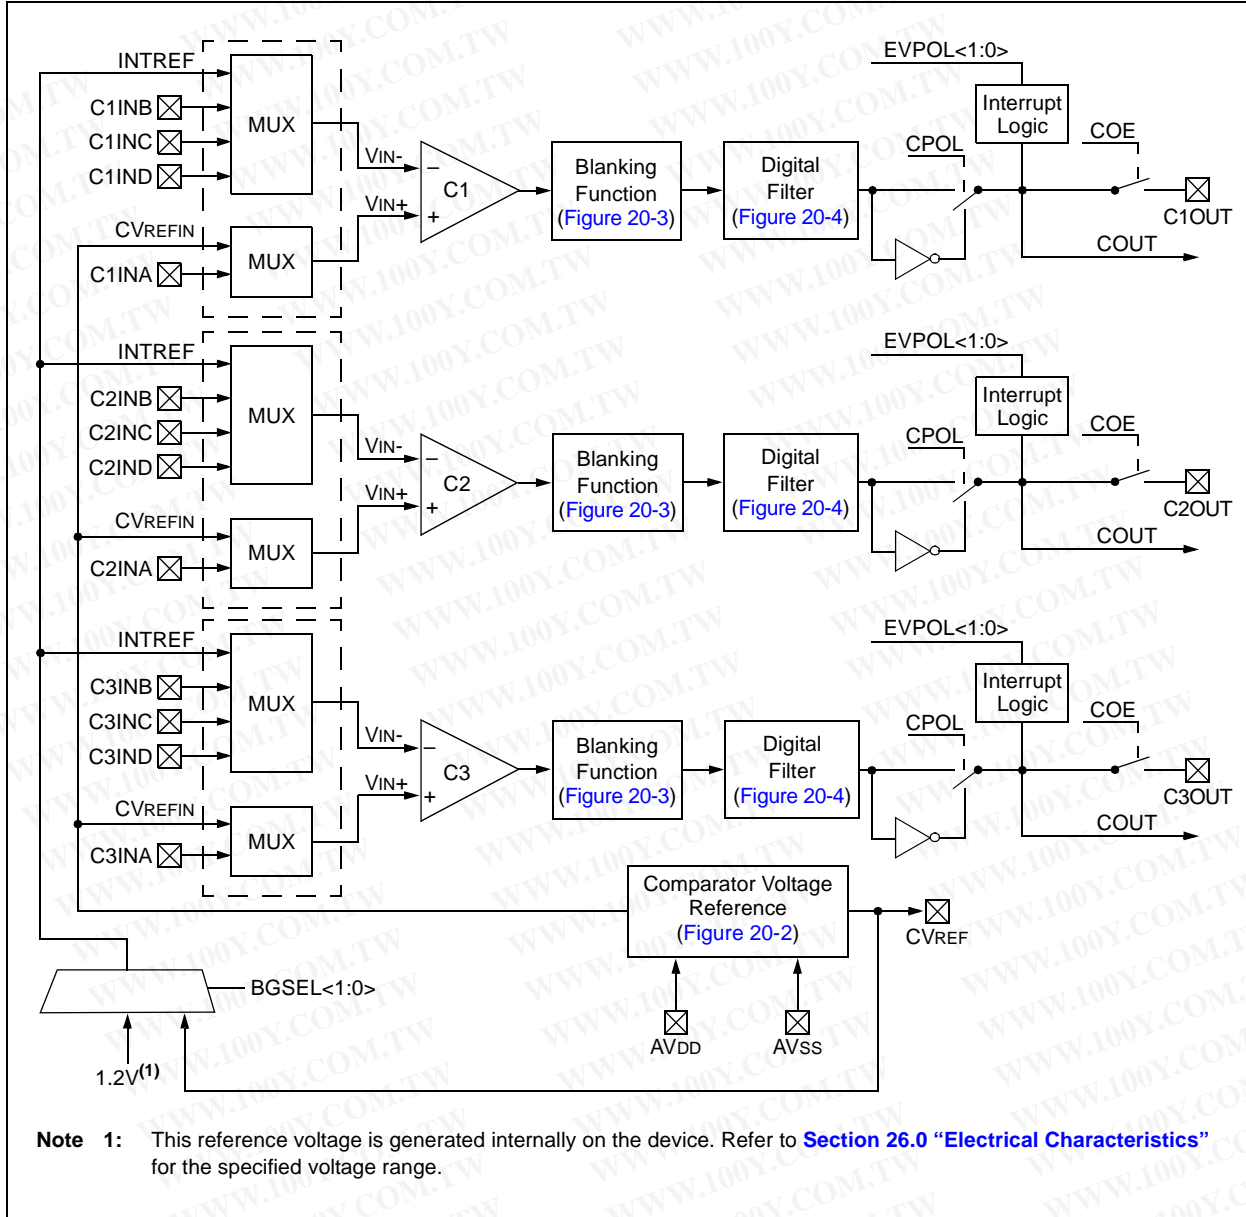 EVPOL<1:0>
INTREF
C1INB
C1INC
C1IND
MUX
VIN-
C1
VIN+
Blanking
Function
(Figure 20-3)
Digital
Filter
(Figure 20-4)
CPOL
Interrupt
Logic
COE
C1OUT
COUT
CVREFIN
C1INA
MUX
EVPOL<1:0>
INTREF
C2INB
C2INC
C2IND
MUX
VIN-
C2
VIN+
Blanking
Function
(Figure 20-3)
Digital
Filter
(Figure 20-4)
CPOL
Interrupt
Logic
COE
C2OUT
COUT
CVREFIN
C2INA
MUX
EVPOL<1:0>
INTREF
C3INB
C3INC
C3IND
MUX
VIN-
C3
VIN+
Blanking
Function
(Figure 20-3)
Digital
Filter
(Figure 20-4)
CPOL
Interrupt
Logic
COE
C3OUT
COUT
CVREFIN
C3INA
MUX
Comparator Voltage
Reference
(Figure 20-2)
CVREF
BGSEL<1:0>
AVDD
AVSS
1.2V(1)
Note 1: This reference voltage is generated internally on the device. Refer to Section 26.0 “Electrical Characteristics”
for the specified voltage range.
WWW.100Y.COM.TW